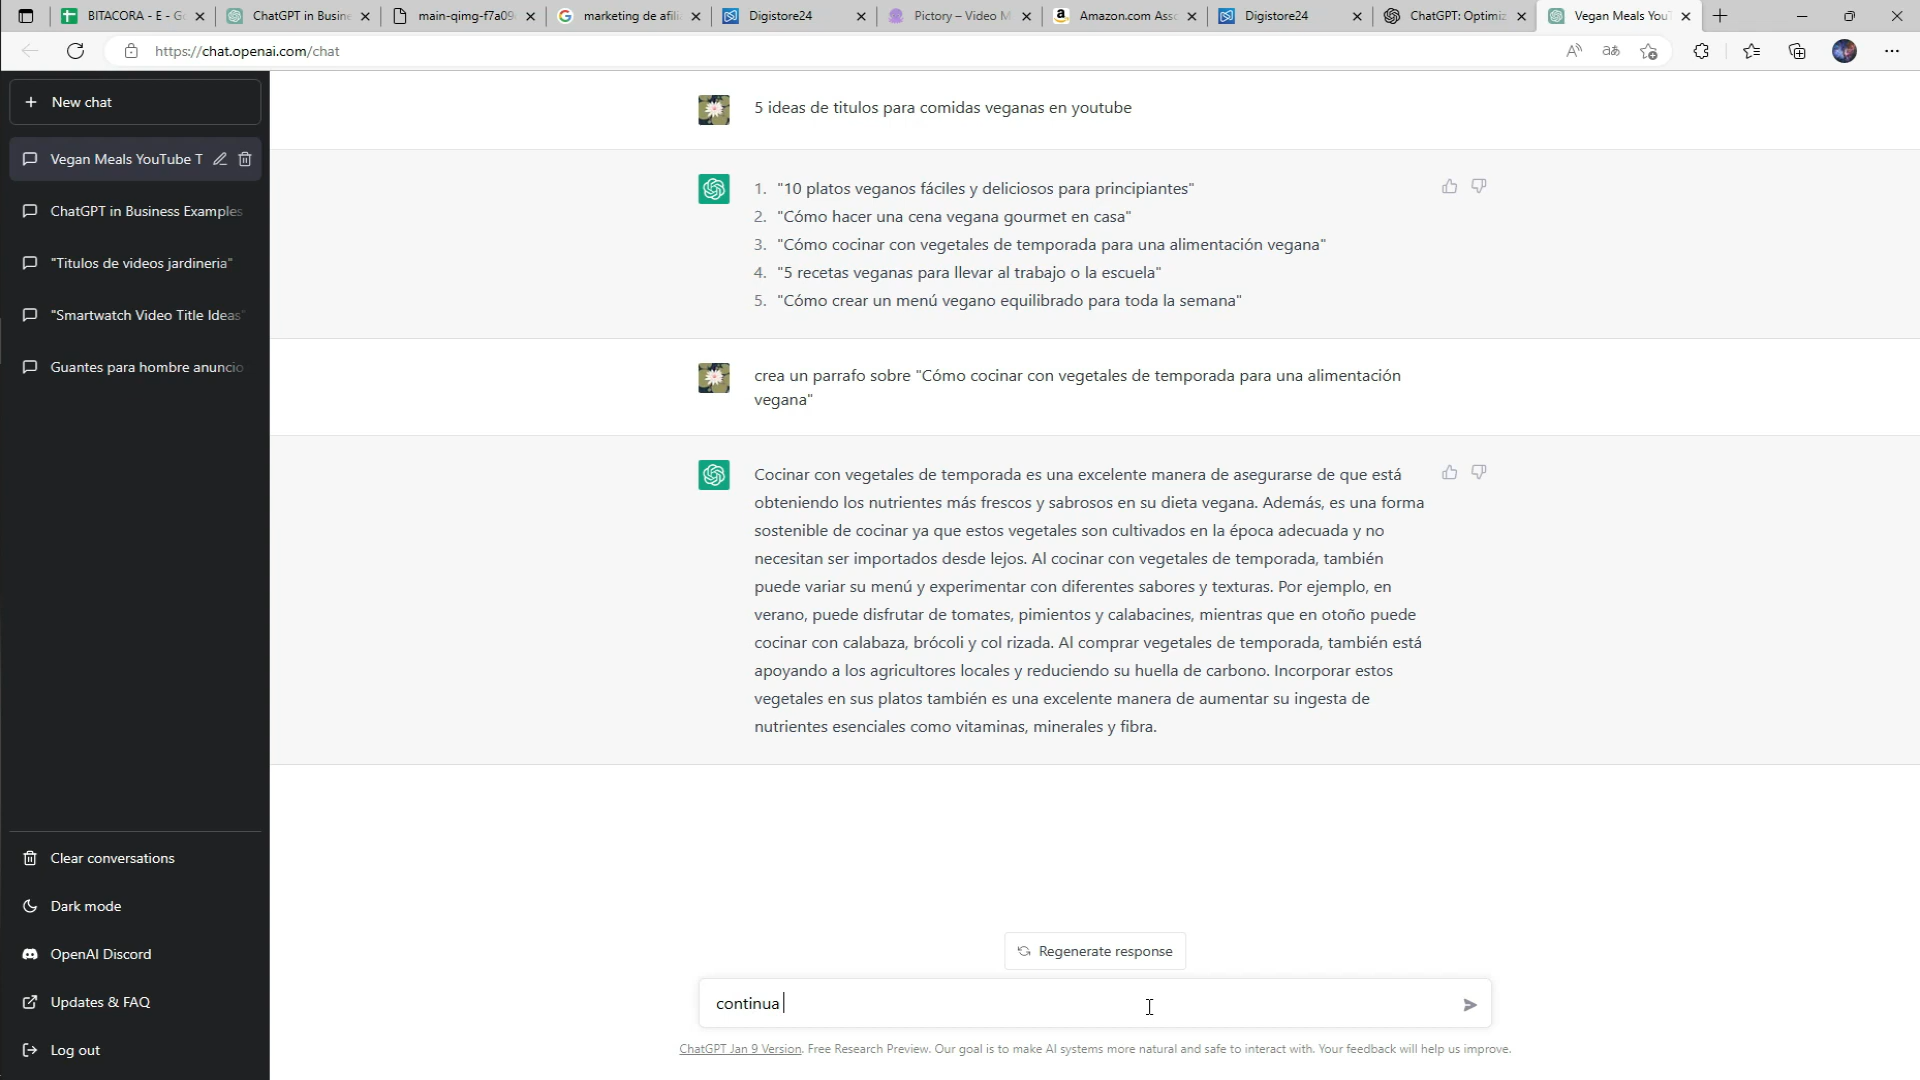 BITACORA - E - Go
ChatGPT in Busine
main-qimg-f7a09
marketing de afili
Digistore24
Pictory – Video M
Amazon.com Asso
Digistore24
ChatGPT: Optimiz
Vegan Meals YouT
https://chat.openai.com/chat
New chat
Vegan Meals YouTube T
ChatGPT in Business Examples
"Titulos de videos jardineria"
"Smartwatch Video Title Ideas"
Guantes para hombre anuncio
5 ideas de titulos para comidas veganas en youtube
1. "10 platos veganos fáciles y deliciosos para principiantes"
2. "Cómo hacer una cena vegana gourmet en casa"
3. "Cómo cocinar con vegetales de temporada para una alimentación vegana"
4. "5 recetas veganas para llevar al trabajo o la escuela"
5. "Cómo crear un menú vegano equilibrado para toda la semana"
crea un parrafo sobre "Cómo cocinar con vegetales de temporada para una alimentación
vegana"
Cocinar con vegetales de temporada es una excelente manera de asegurarse de que está
obteniendo los nutrientes más frescos y sabrosos en su dieta vegana. Además, es una forma
sostenible de cocinar ya que estos vegetales son cultivados en la época adecuada y no
necesitan ser importados desde lejos. Al cocinar con vegetales de temporada, también
puede variar su menú y experimentar con diferentes sabores y texturas. Por ejemplo, en
verano, puede disfrutar de tomates, pimientos y calabacines, mientras que en otoño puede
cocinar con calabaza, brócoli y col rizada. Al comprar vegetales de temporada, también está
apoyando a los agricultores locales y reduciendo su huella de carbono. Incorporar estos
vegetales en sus platos también es una excelente manera de aumentar su ingesta de
nutrientes esenciales como vitaminas, minerales y fibra.
Clear conversations
Dark mode
OpenAI Discord
Updates & FAQ
Log out
Regenerate response
continua
ChatGPT Jan 9 Version. Free Research Preview. Our goal is to make AI systems more natural and safe to interact with. Your feedback will help us improve.